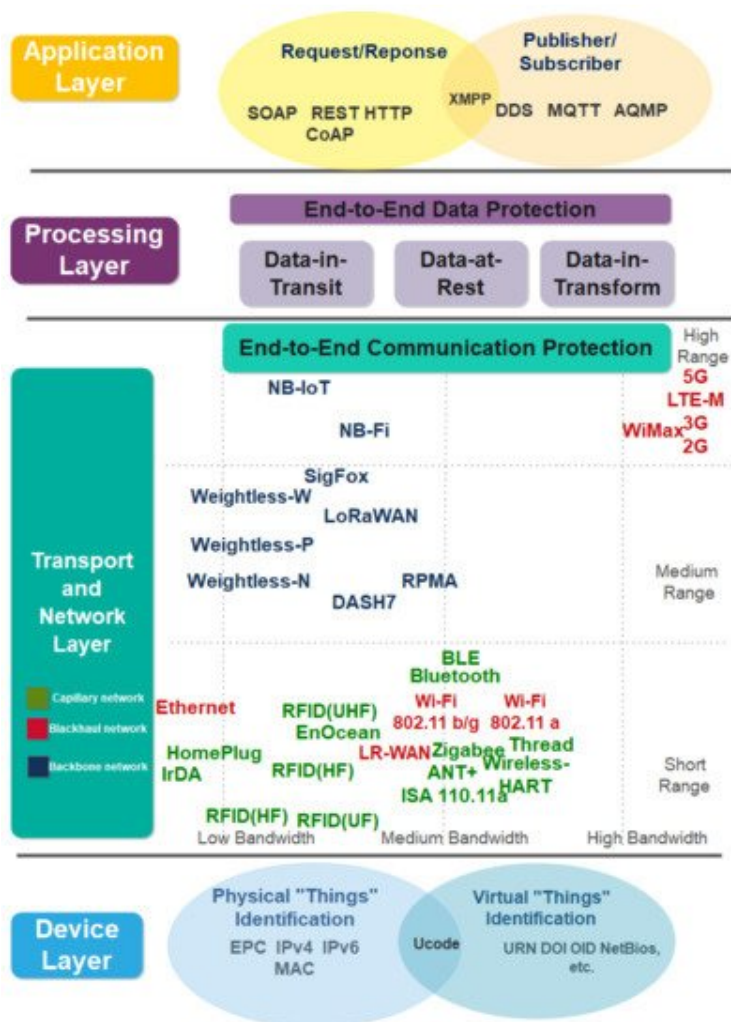 Application
Layer
Request/Reponse
Publisher/
Subscriber
XMPP
SOAP REST HTTP
CoAP
DDS MQTT AQMP
Processing
Layer
End-to-End Data Protection
Data-in-
Transit
Data-at-
Rest
Data-in-
Transform
End-to-End Communication Protection
High
Range
NB-IoT
NB-Fi
5G
LTE-M
WiMax
3G
2G
Transport
and
Network
Layer
SigFox
Weightless-W
LoRaWAN
Weightless-P
Weightless-N
RPMA
DASH7
Medium
Range
Capillary network
Blackhaul network
Backbone network
BLE
Bluetooth
Ethernet
RFID(UHF)
EnOcean
Wi-Fi
802.11 b/g
Wi-Fi
802.11 a
HomePlug
IrDA
RFID(HF)
LR-WAN
Zigabee
Thread
Wireless-
HART
ANT+
ISA 110.11a
Short
Range
RFID(HF)
RFID(UF)
Low Bandwidth
Medium Bandwidth
High Bandwidth
Device
Layer
Physical "Things"
Identification
EPC IPv4 IPv6
MAC
Ucode
Virtual "Things"
Identification
URN DOI OID NetBios,
etc.